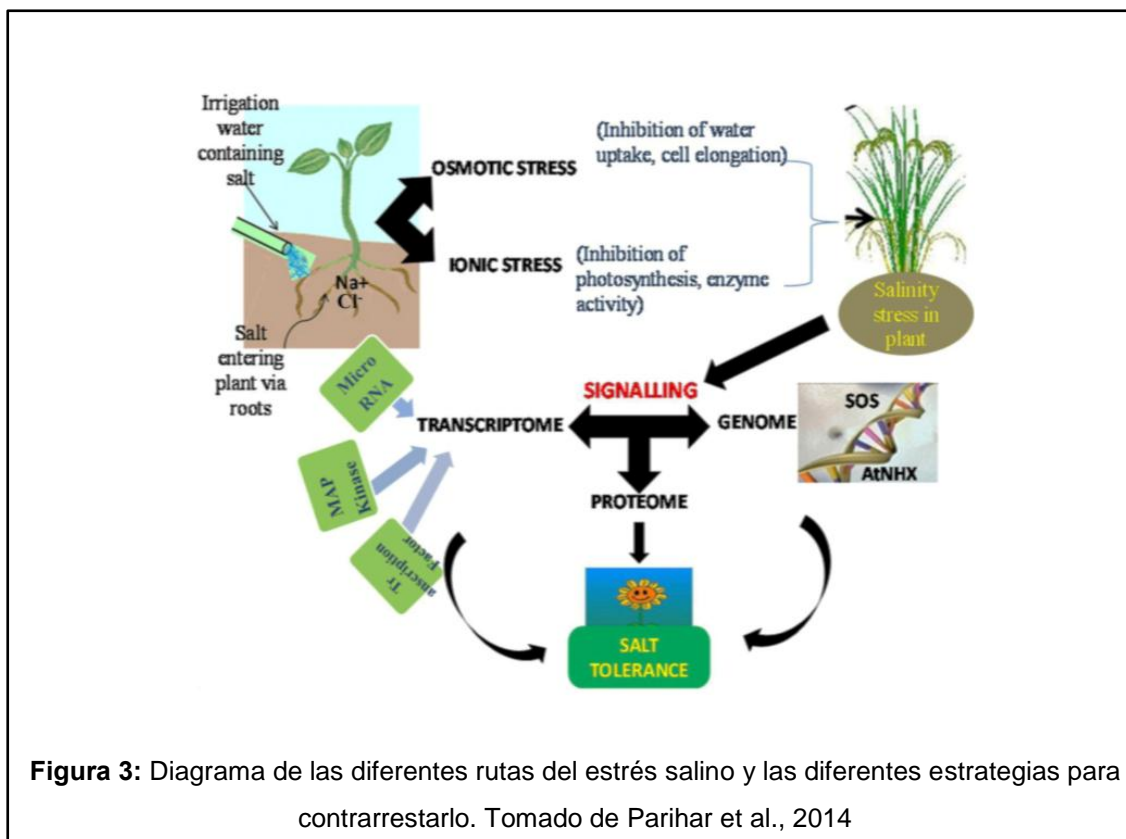 Irrigation
water
containing
salt
OSMOTIC STRESS
(Inhibition of water
uptake, cell elongation)
IONIC STRESS
(Inhibition of
photosynthesis, enzyme
activity)
Na+
Cl-
Salt
entering
plant via
roots
Salinity
stress in
plant
SIGNALLING
Micro
RNA
TRANSCRIPTOME
GENOME
SOS
AtNHX
MAP
Kinase
PROTEOME
Tr
anscription
Factor
SALT
TOLERANCE
Figura 3: Diagrama de las diferentes rutas del estrés salino y las diferentes estrategias para
contrarrestarlo. Tomado de Parihar et al., 2014